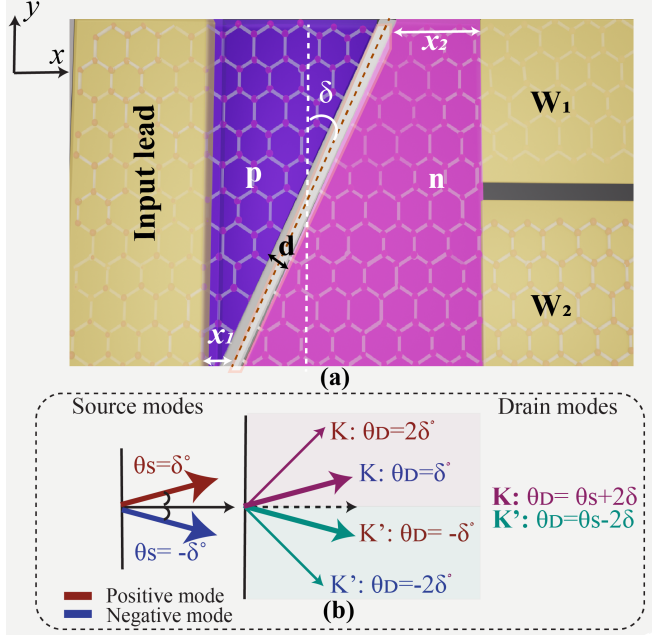 y
x
Input lead
p
δ
x₂
n
W₁
d
W₂
x₁
(a)
Source modes
Drain modes
θs=δ°
θs= -δ°
K: θD=2δ°
K: θD=δ°
K': θD= -δ°
K': θD=-2δ°
K: θD= θs+2δ
K': θD=θs-2δ
Positive mode
Negative mode
(b)